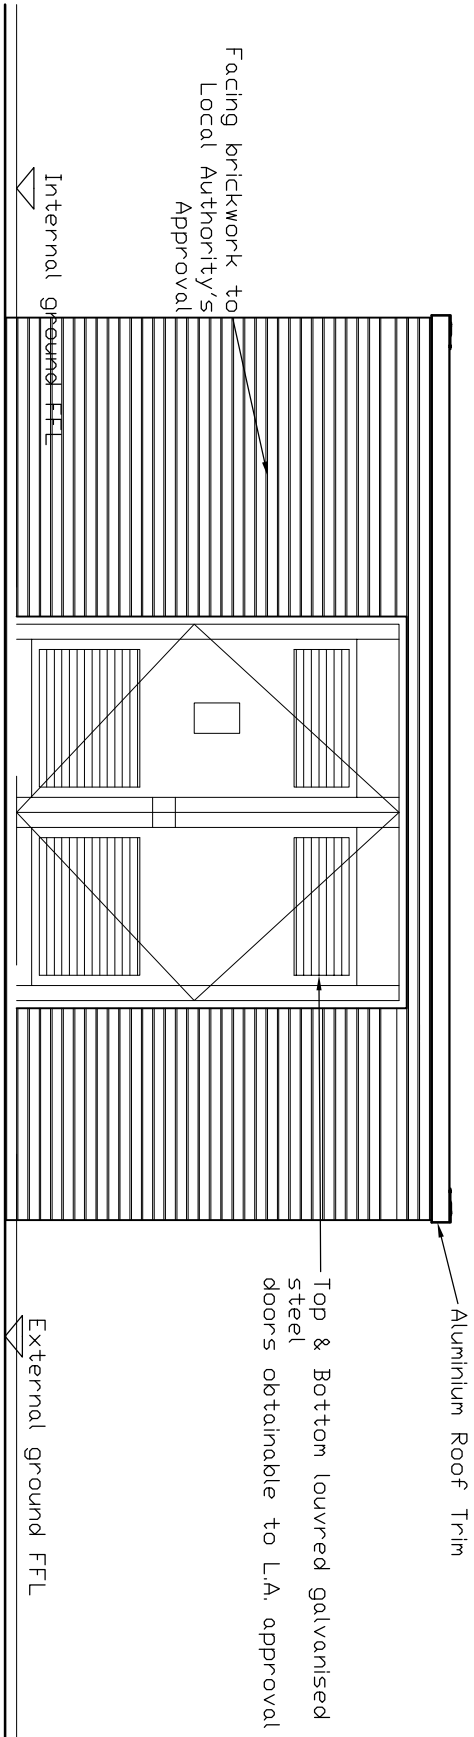 Facing brickwork to
Local Authority's
Approval
Internal ground FFL
Aluminium Roof Trim
Top & Bottom louvred galvanised
steel
doors obtainable to L.A. approval
External ground FFL